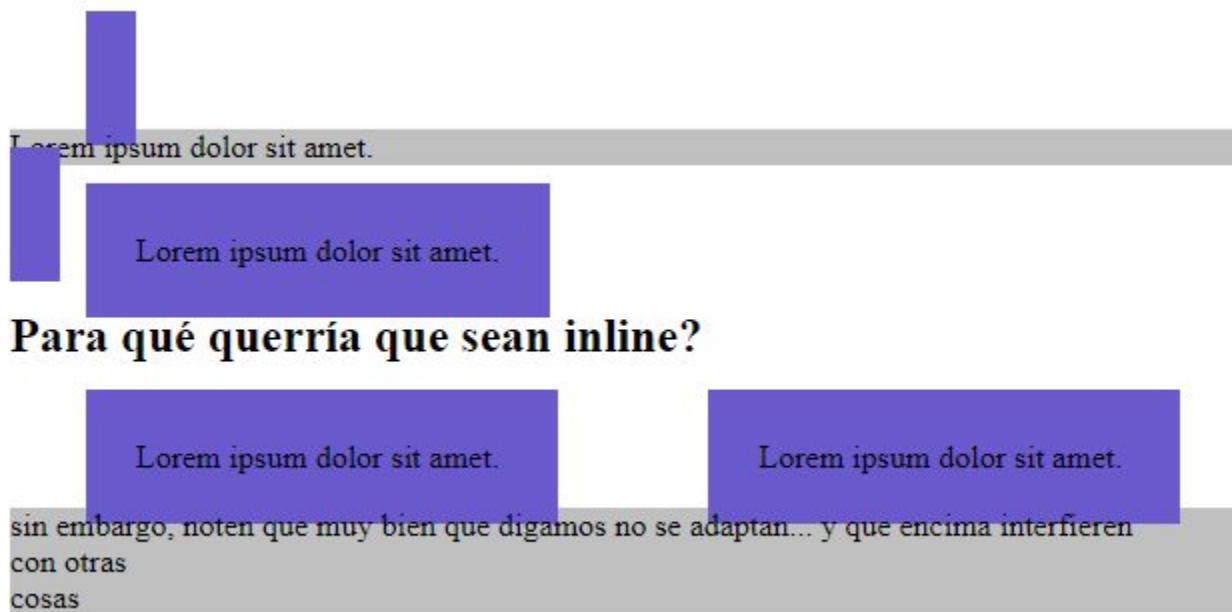 Lorem ipsum dolor sit amet.
Lorem ipsum dolor sit amet.
Para qué querría que sean inline?
Lorem ipsum dolor sit amet. Lorem ipsum dolor sit amet.
sin embargo, noten que muy bien que digamos no se adaptan... y que encima interfieren
con otras
cosas